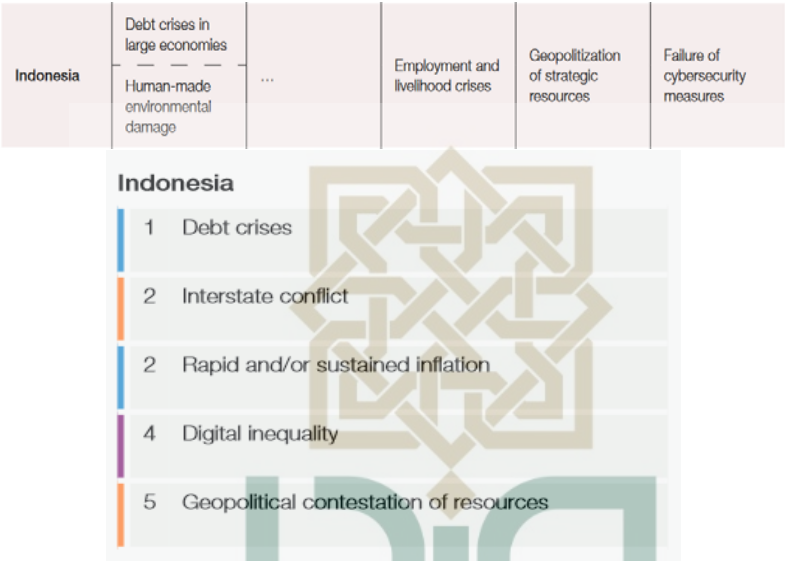 Indonesia
Debt crises in
large economies
Human-made
environmental
damage
...
Employment and
livelihood crises
Geopolitization
of strategic
resources
Failure of
cybersecurity
measures
Indonesia
1 Debt crises
2 Interstate conflict
2 Rapid and/or sustained inflation
4 Digital inequality
5 Geopolitical contestation of resources